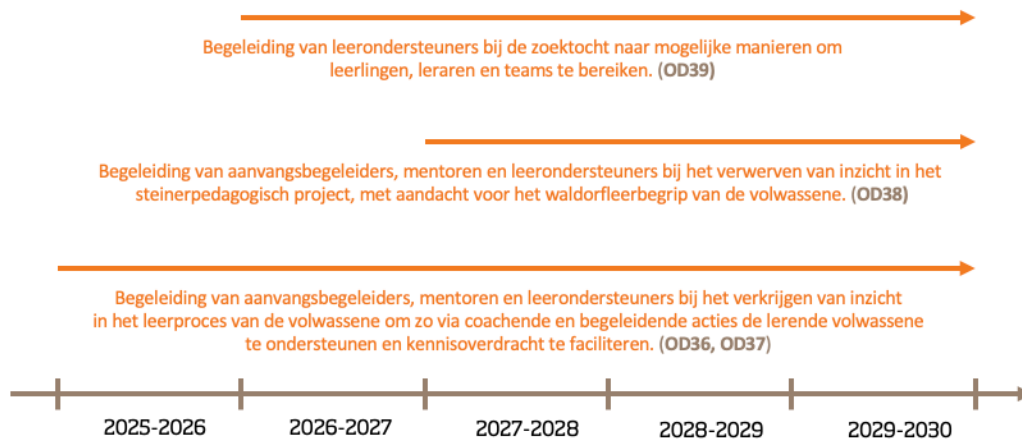 Begeleiding van leerondersteuners bij de zoektocht naar mogelijke manieren om
leerlingen, leraren en teams te bereiken. (OD39)
Begeleiding van aanvangsbegeleiders, mentoren en leerondersteuners bij het verwerven van inzicht in het
steinerpedagogisch project, met aandacht voor het waldorfleerbegrip van de volwassene. (OD38)
Begeleiding van aanvangsbegeleiders, mentoren en leerondersteuners bij het verkrijgen van inzicht
in het leerproces van de volwassene om zo via coachende en begeleidende acties de lerende volwassene
te ondersteunen en kennisoverdracht te faciliteren. (OD36, OD37)
2025-2026 2026-2027 2027-2028 2028-2029 2029-2030